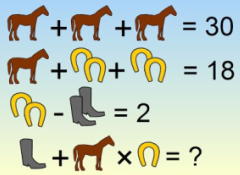 + + = 30
+ + = 18
- = 2
+ × = ?